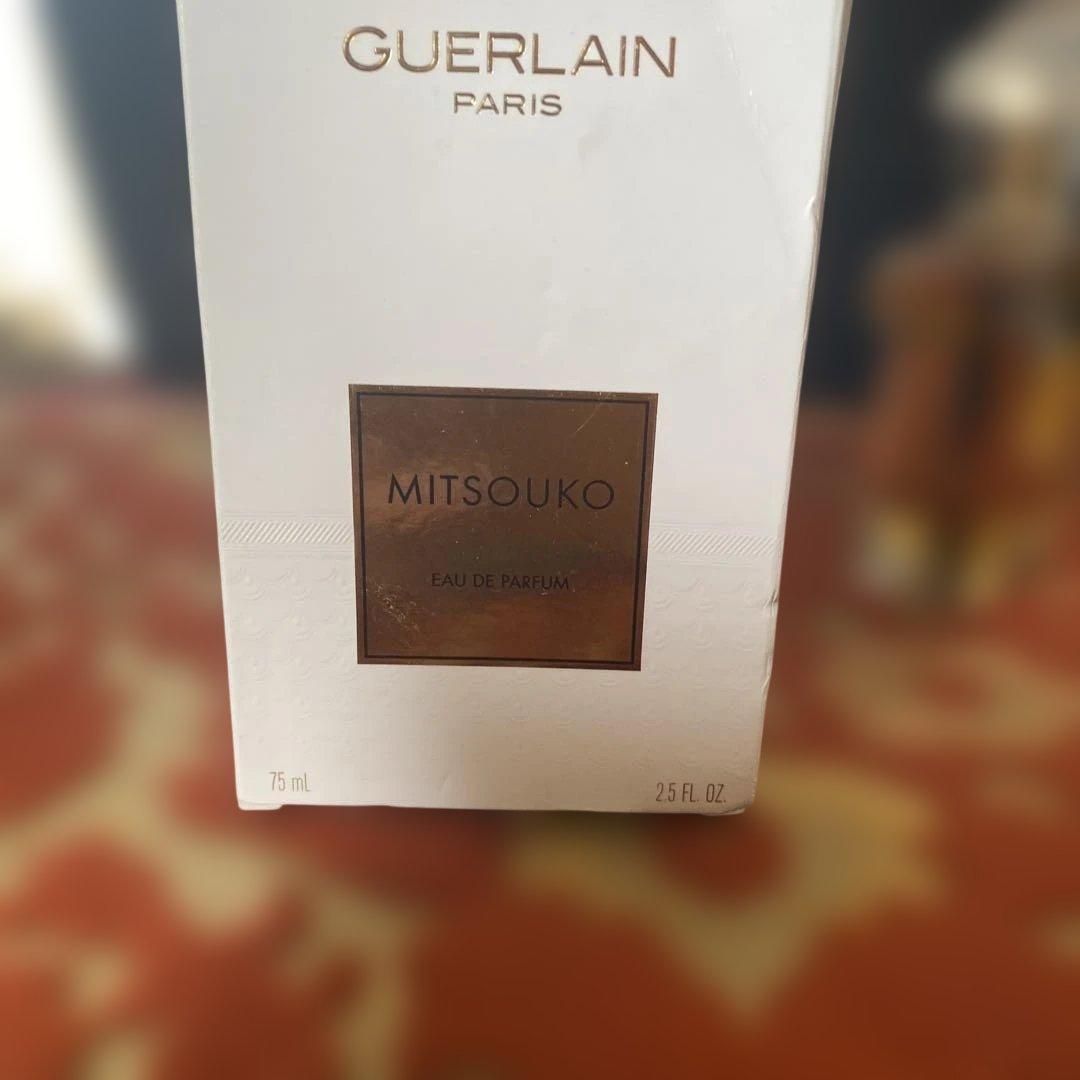 GUERLAIN
PARIS
MITSOUKO
EAU DE PARFUM
75 mL
2.5 FL. OZ.